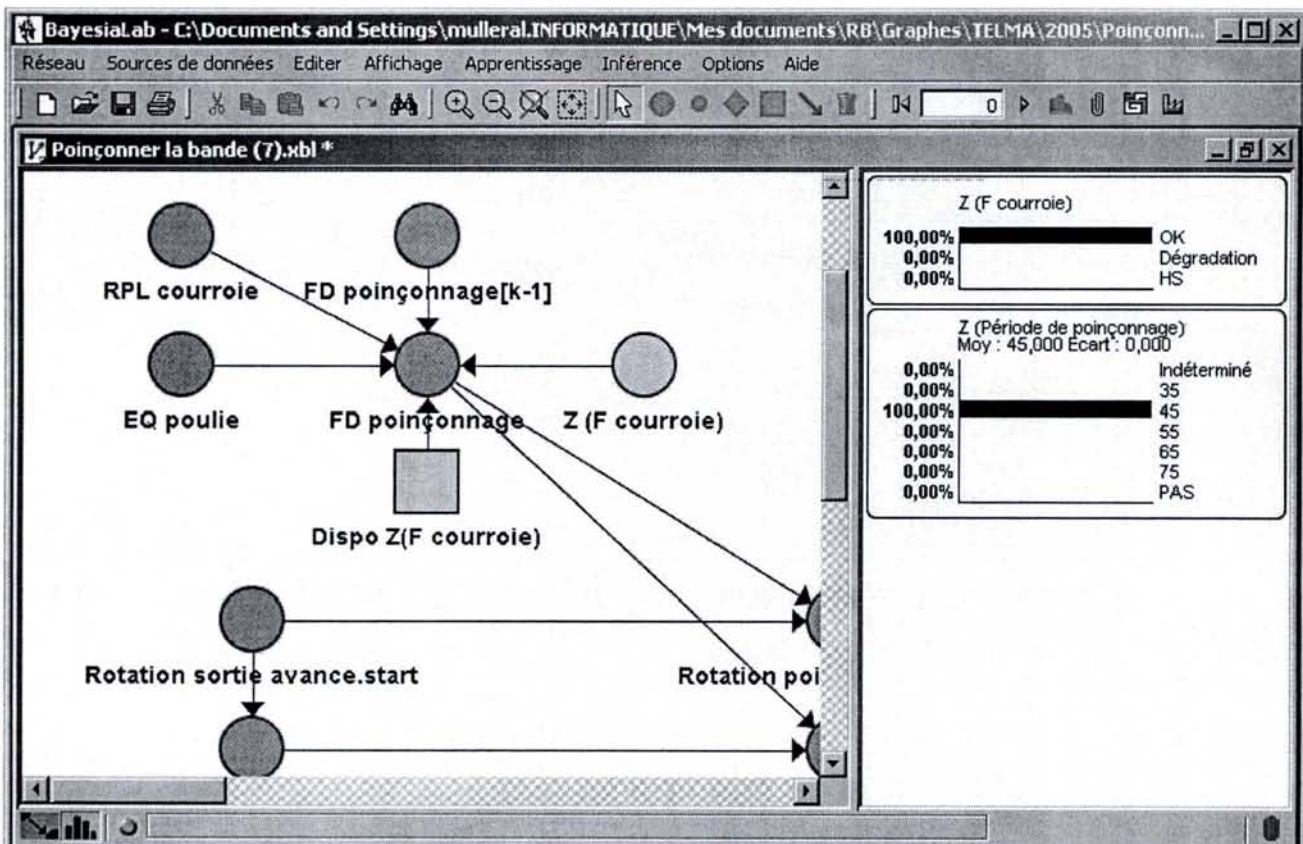 BayesiaLab - C:\Documents and Settings\mulleral.INFORMATIQUE\Mes documents\RB\Graphes\TELMA\2005\Poinçonn...
Réseau Sources de données Editer Affichage Apprentissage Inférence Options Aide
0
Poinçonner la bande (7).xbl *
RPL courroie
FD poinçonnage[k-1]
EQ poulie
FD poinçonnage
Z (F courroie)
Dispo Z(F courroie)
Rotation sortie avance.start
Rotation poi
Z (F courroie)
100,00% OK
0,00% Dégradation
0,00% HS
Z (Période de poinçonnage)
Moy : 45,000 Ecart : 0,000
0,00% Indéterminé
0,00% 35
100,00% 45
0,00% 55
0,00% 65
0,00% 75
0,00% PAS